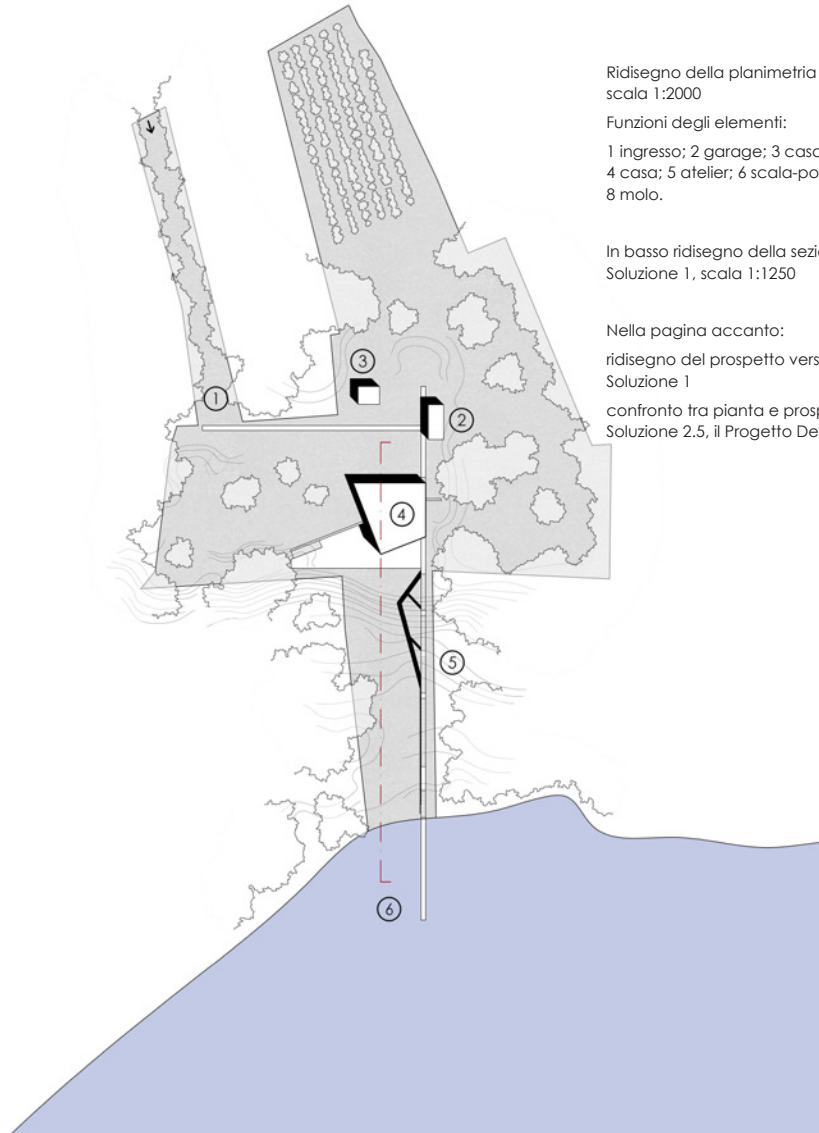 Ridisegno della planimetria
scala 1:2000
Funzioni degli elementi:
1 ingresso; 2 garage; 3 casa
4 casa; 5 atelier; 6 scala-po
8 molo.
In basso ridisegno della sezi
Soluzione 1, scala 1:1250
Nella pagina accanto:
ridisegno del prospetto vers
Soluzione 1
confronto tra pianta e prosp
Soluzione 2.5, il Progetto De
3
1
2
4
5
6